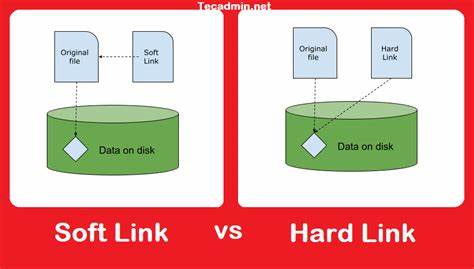 Tecadmin.net
Original
file
Soft
Link
Data on disk
Original
file
Hard
Link
Data on disk
Soft Link vs Hard Link